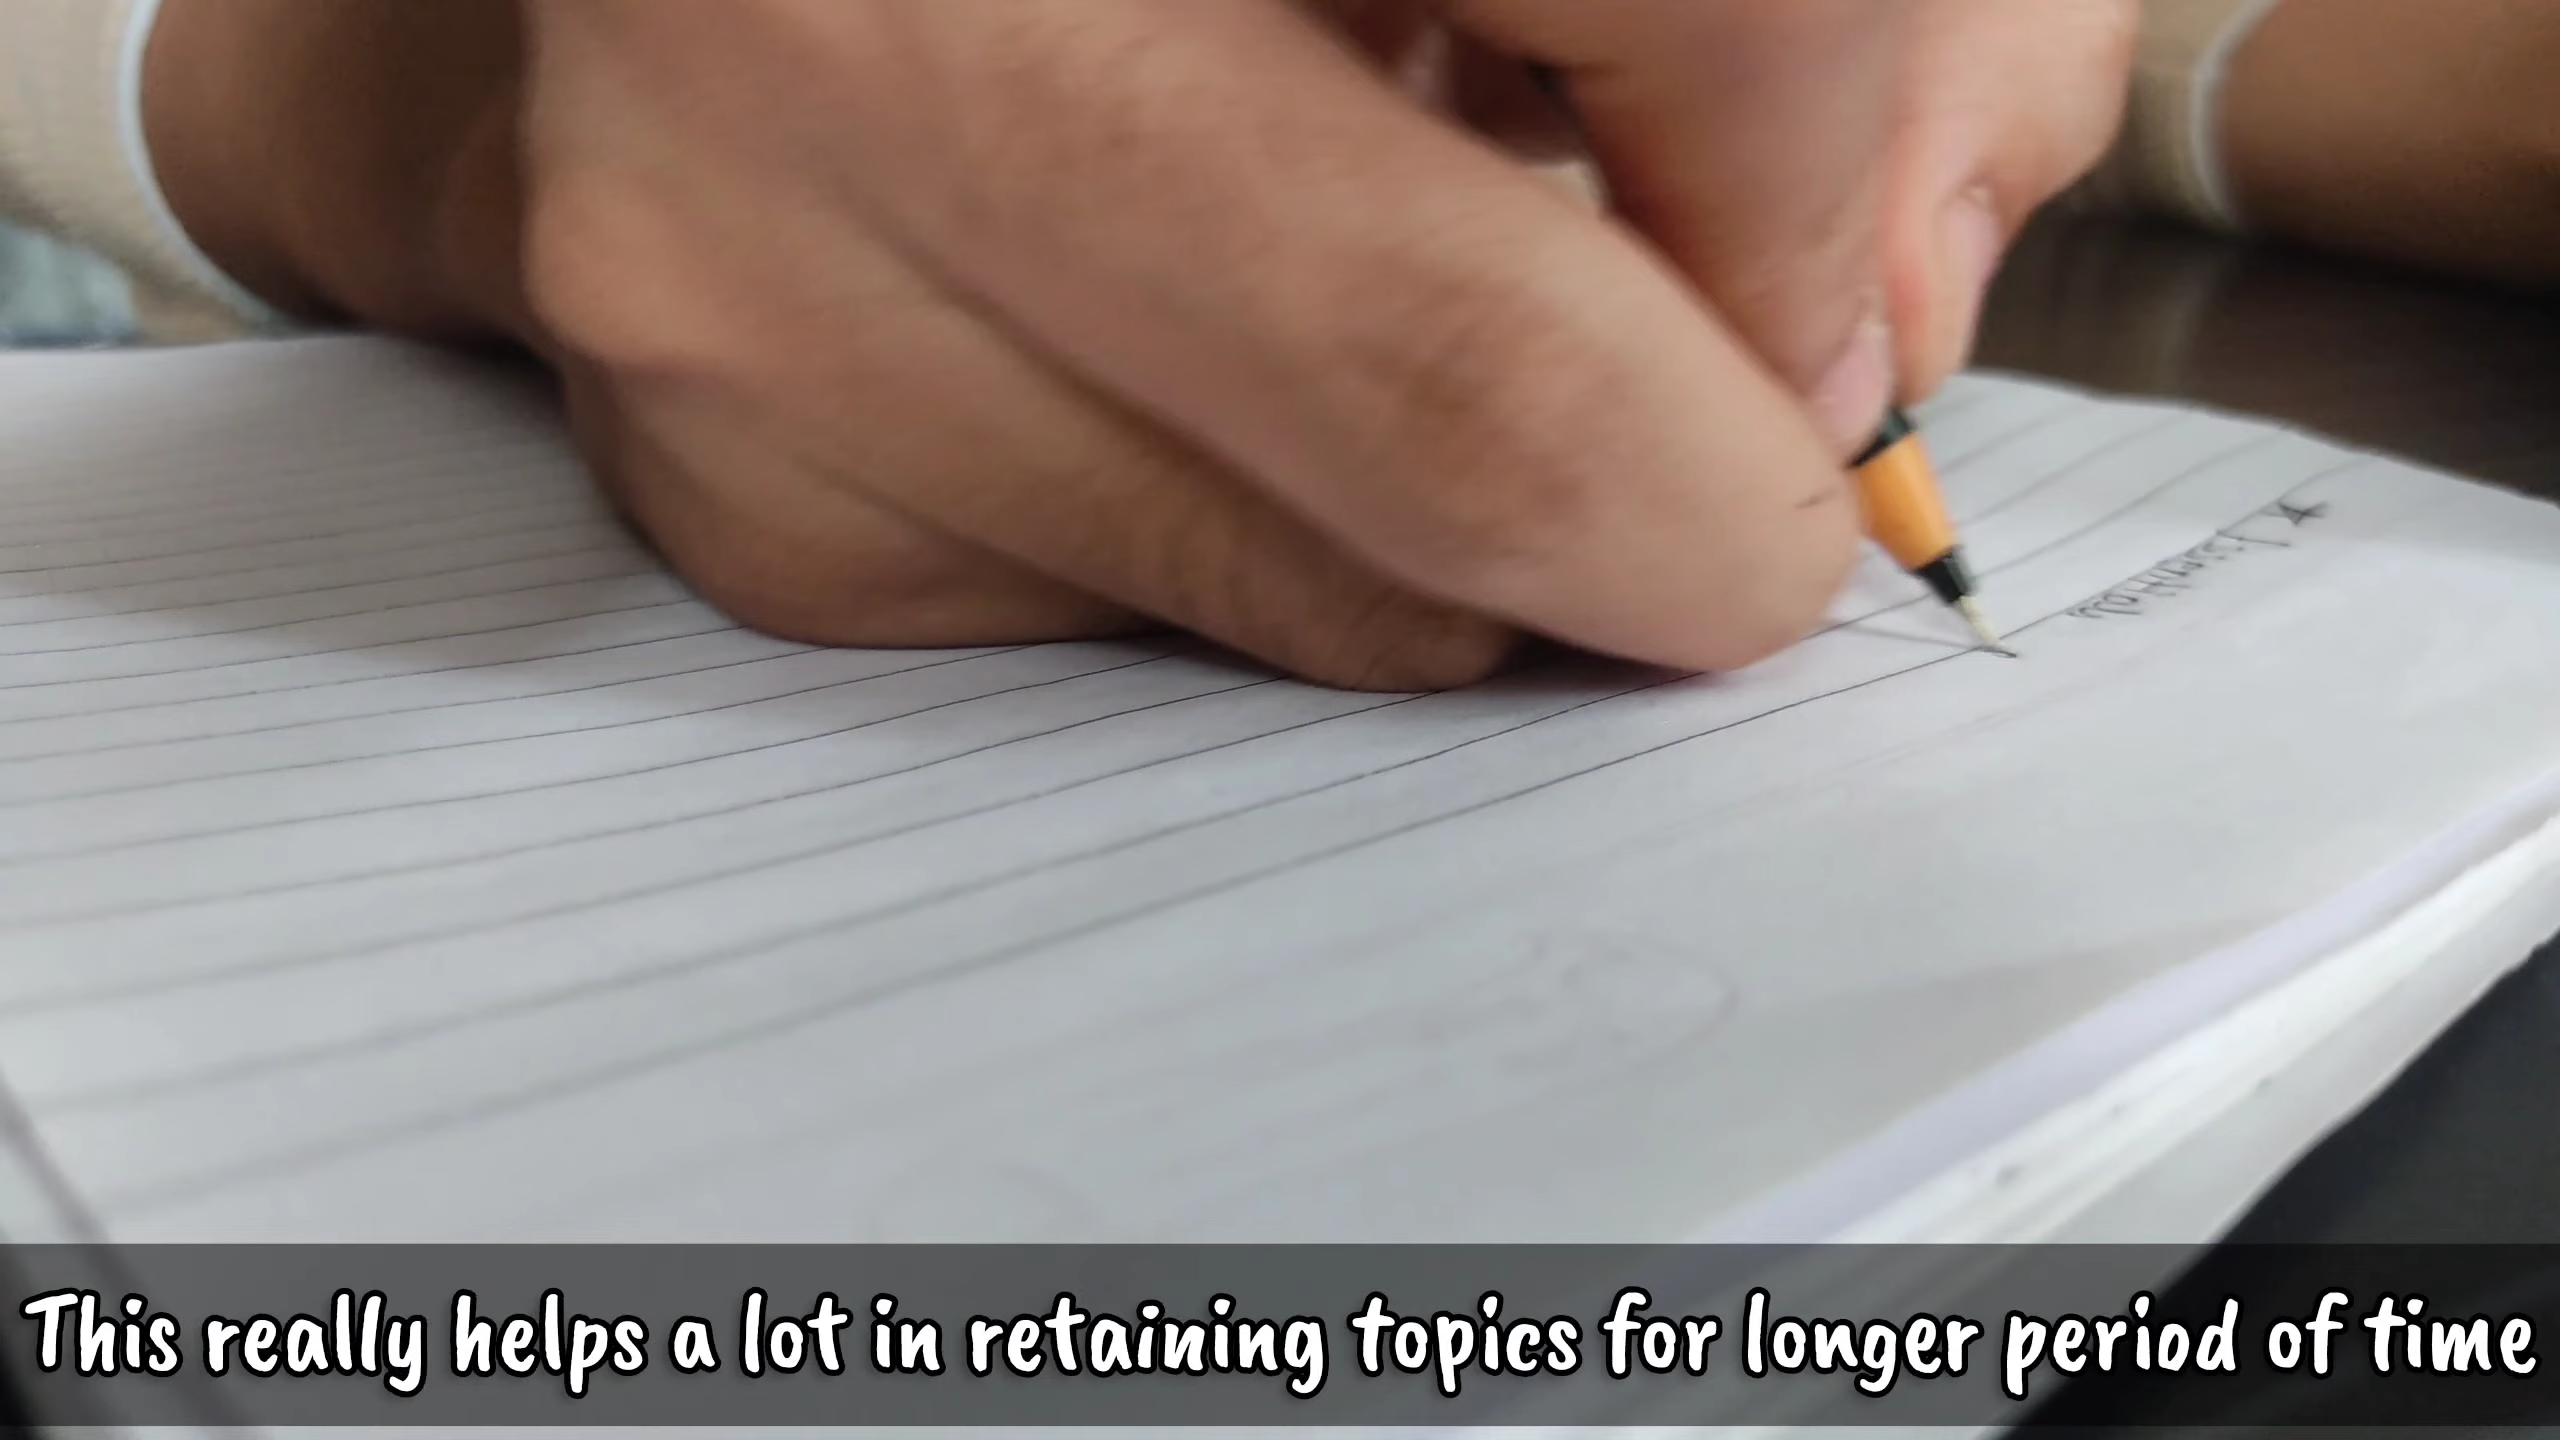 This really helps a lot in retaining topics for longer period of time